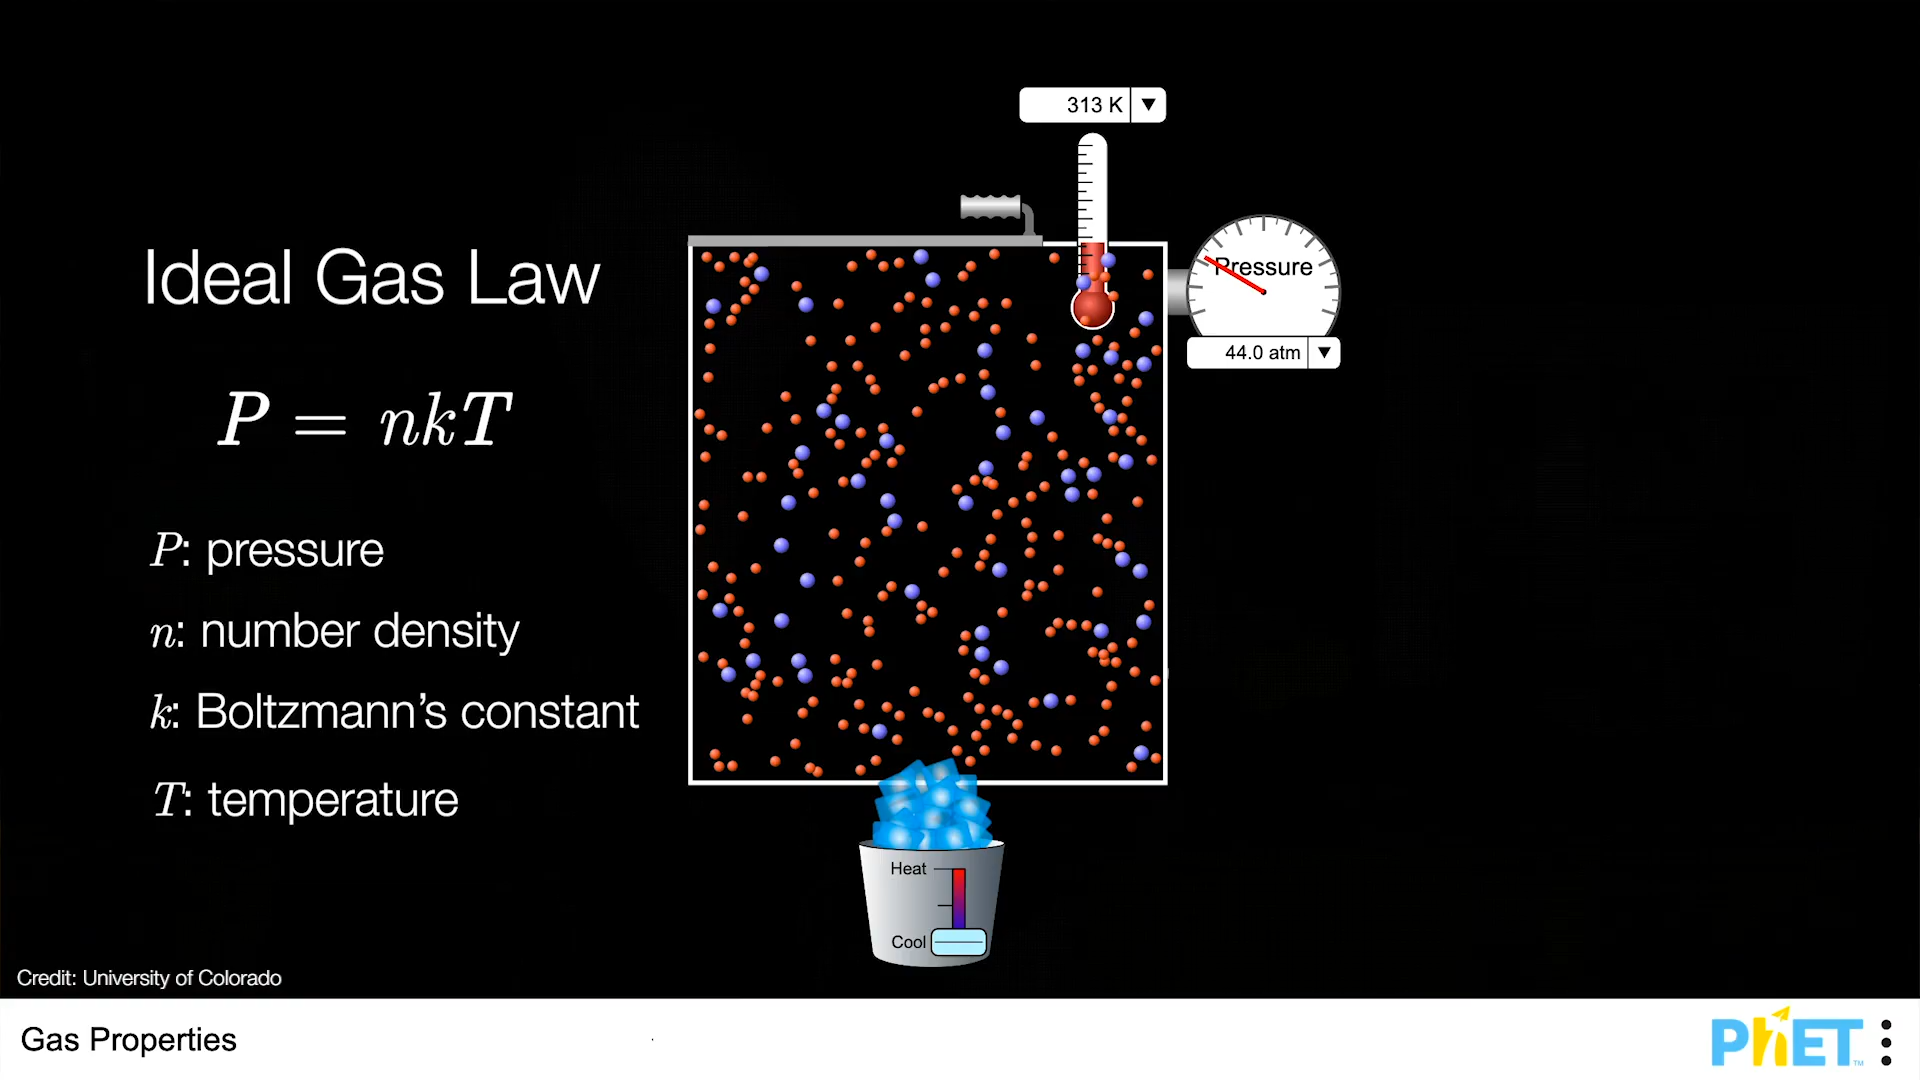 313 K
Pressure
44.0 atm
Ideal Gas Law
P = nkT
P: pressure
n: number density
k: Boltzmann’s constant
T: temperature
Heat
Cool
Credit: University of Colorado
Gas Properties
PhET™